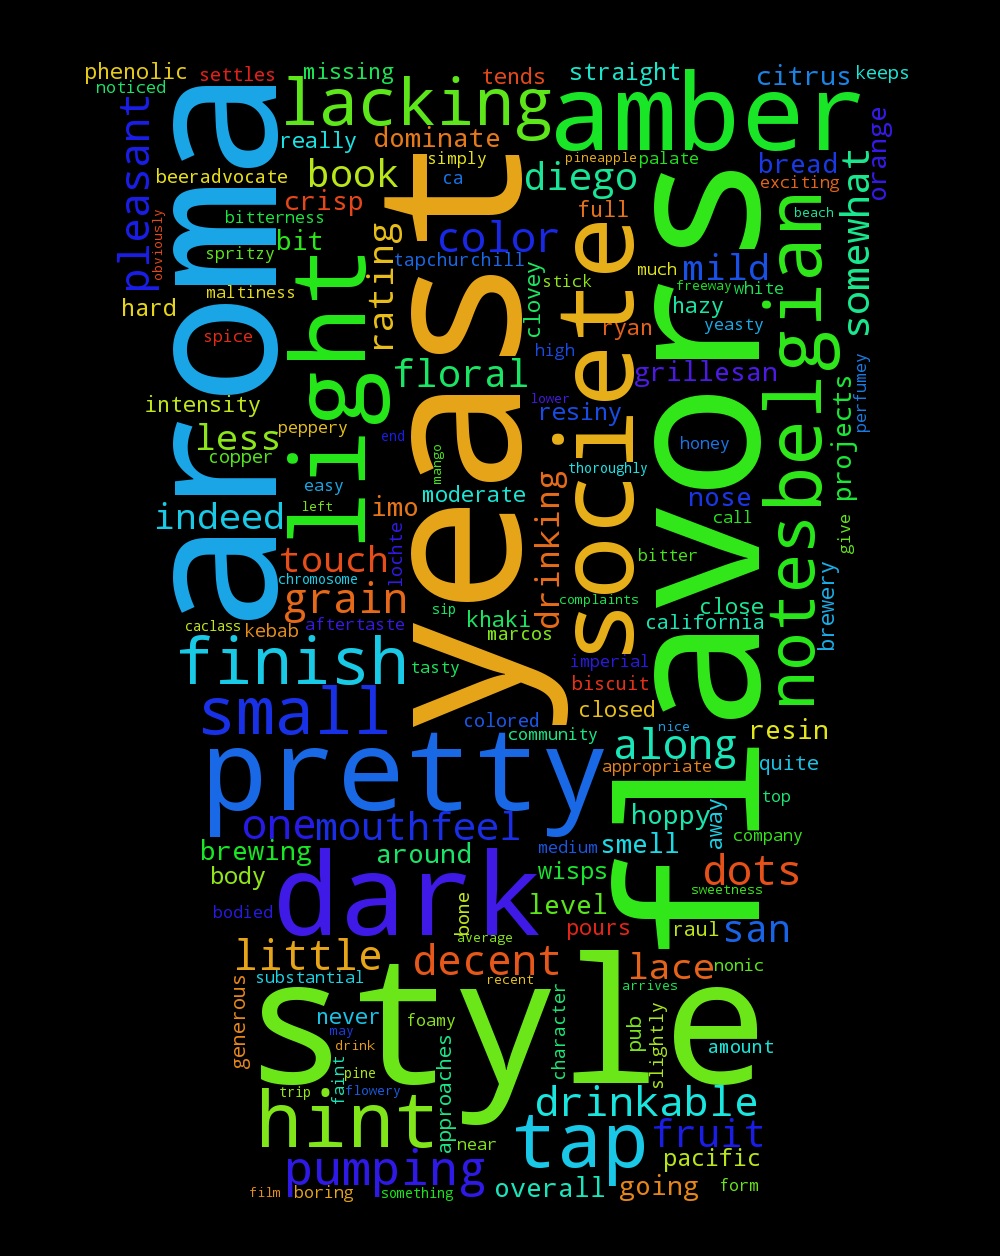 phenolic
settles
missing
tends
straight
citrus
keeps
noticed
lacking
amber
pleasant
aroma
really
dominate
orange
beeradvocate
book
simply
ca
yeast
diego
pineapple
palate
bread
exciting
crisp
bitterness
bit
obviously
spritzy
color
tapchurchill
full
flavors
beach
somewhat
belgian
hard
maltiness
light
rating
clovey
stick
societe
much
mild
freeway
white
hazy
ryan
yeasty
spice
high
floral
grillesan
perfumey
intensity
lower
resiny
projects
less
peppery
end
honey
copper
mango
thoroughly
easy
moderate
nose
indeed
left
imo
drinking
call
notes
give
lochte
touch
bitter
brewery
chromosome
grain
sip
complaints
close
caclass
kebab
aftertaste
khaki
marcos
california
finish
tasty
imperial
biscuit
small
colored
closed
community
nice
along
resin
pretty
appropriate
quite
top
one
mouthfeel
hoppy
away
company
brewing
around
medium
smell
body
dark
wisps
dots
sweetness
bodied
bone
level
average
pours
raul
san
little
decent
lace
nonic
substantial
recent
arrives
generous
style
never
foamy
character
pub
slightly
may
drink
amount
pine
faint
flowery
approaches
trip
hint
drinkable
near
tap
fruit
pumping
pacific
film
boring
something
overall
going
form